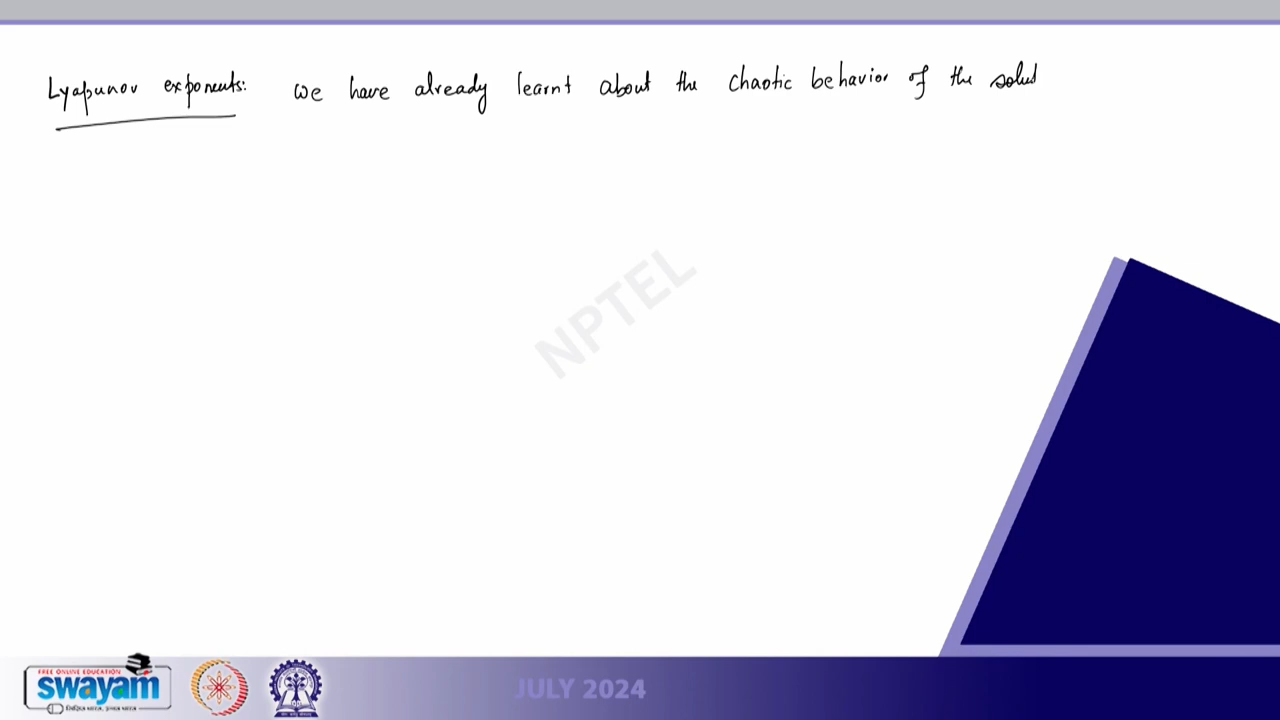 Lyapunov exponents: we have already learnt about the chaotic behavior of the solut
NPTEL
FREE ONLINE EDUCATION
swayam
JULY 2024